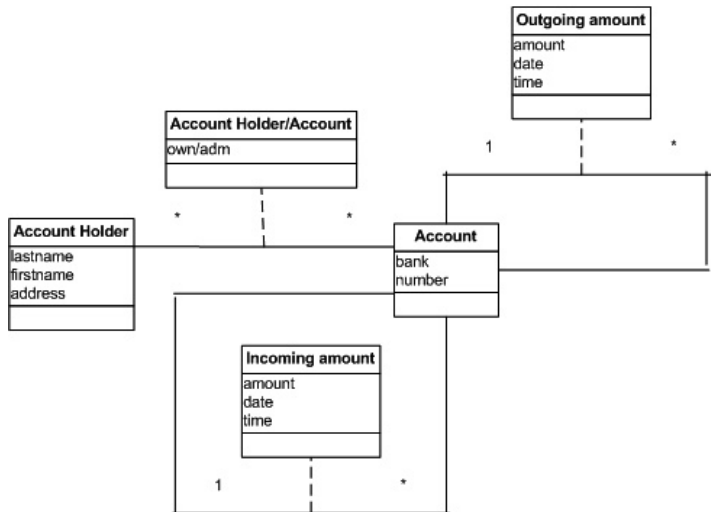 Outgoing amount
amount
date
time
Account Holder/Account
own/adm
1
*
*
*
Account Holder
lastname
firstname
address
Account
bank
number
Incoming amount
amount
date
time
1
*